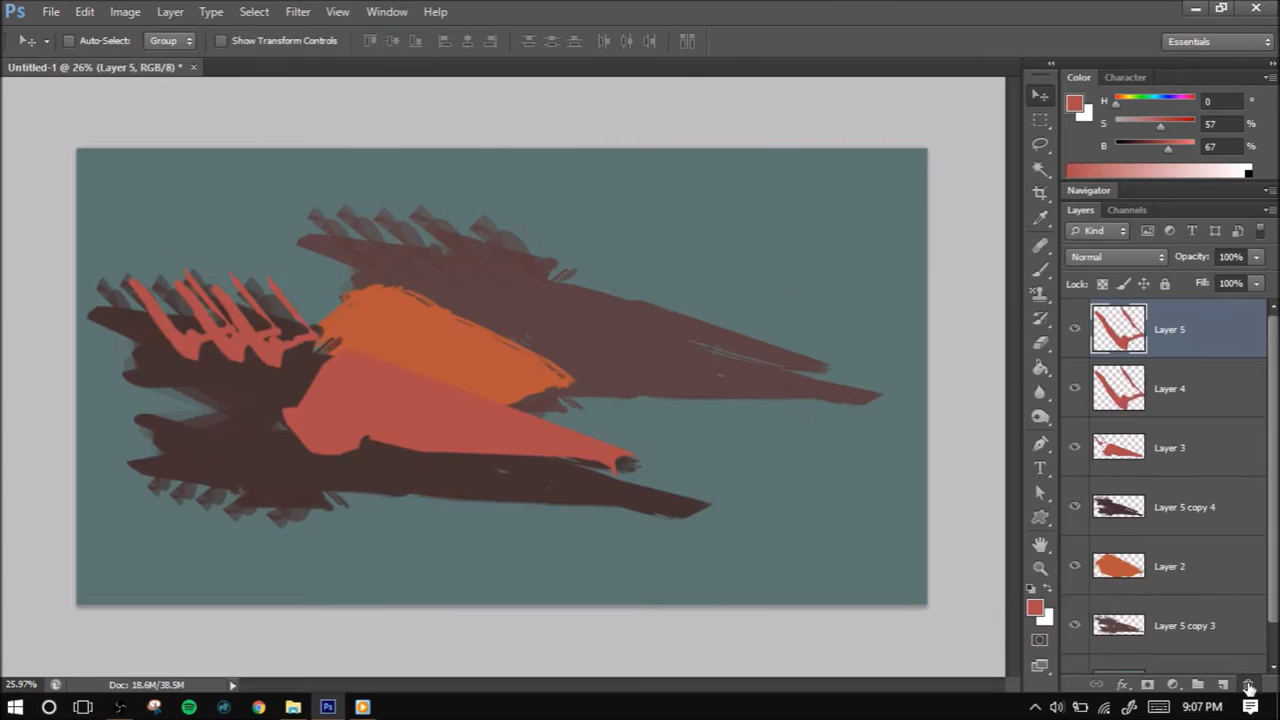 Ps File Edit Image Layer Type Select Filter View Window Help
Auto-Select: Group Show Transform Controls Essentials
Untitled-1 @ 26% (Layer 5, RGB/8) * ×
Color Character
H 0 °
S 57 %
B 67 %
Navigator
Layers Channels
Kind
Normal Opacity: 100%
Lock: Fill: 100%
Layer 5
Layer 4
Layer 3
Layer 5 copy 4
Layer 2
Layer 5 copy 3
fx
25.97% Doc: 18.6M/38.5M
Ps 9:07 PM